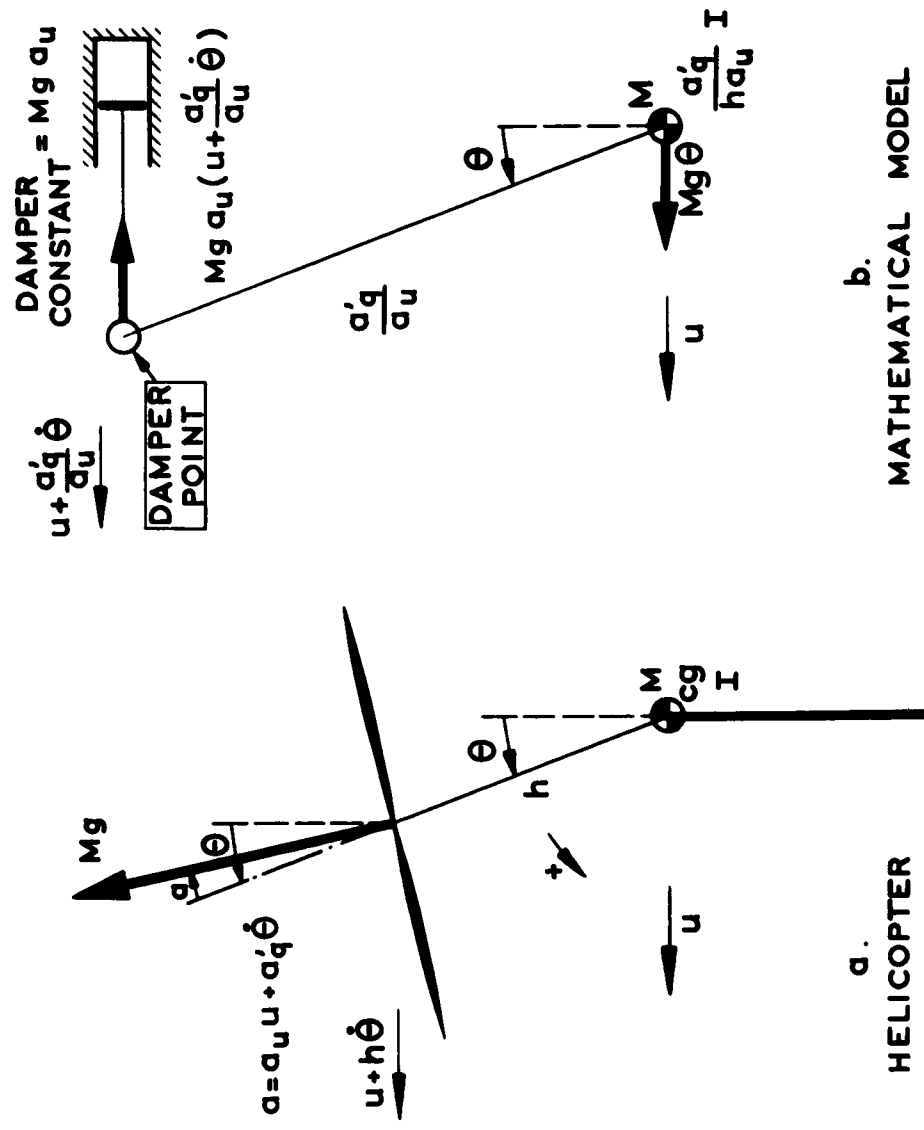 Mg
a
θ
a = a_u u + a′_q θ̇
u + hθ̇
θ
h
+
M
cg
I
u
a.
HELICOPTER
DAMPER
CONSTANT = Mg a_u
u + a′_q/a_u θ̇
DAMPER
POINT
Mg a_u (u + a′_q/a_u θ̇)
a′_q/a_u
θ
M
a′_q/h a_u I
Mgθ
u
b.
MATHEMATICAL MODEL